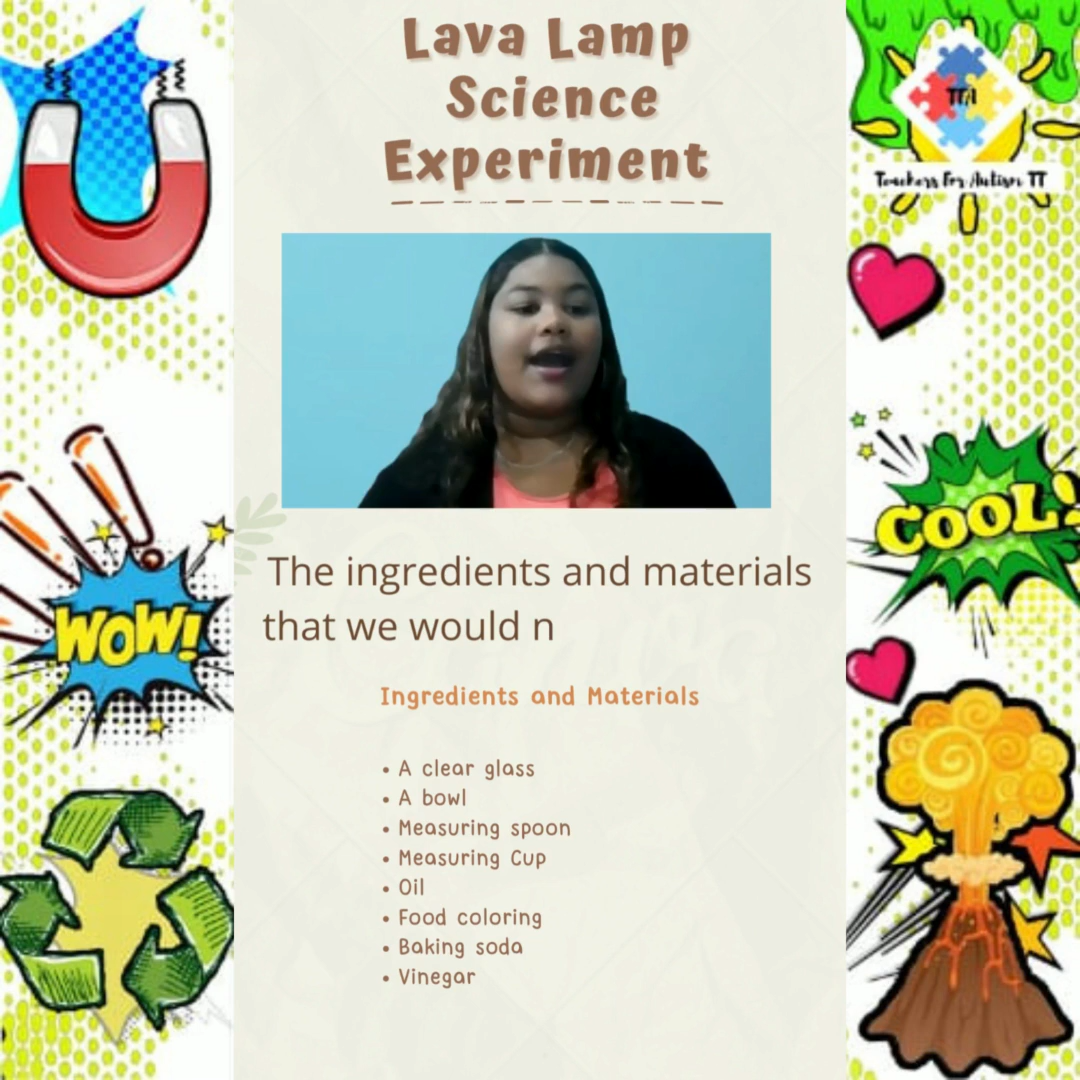 Lava Lamp
Science
Experiment
TTA
Teachers For Autism TT
The ingredients and materials
that we would n
WOW!
COOL!
Ingredients and Materials
• A clear glass
• A bowl
• Measuring spoon
• Measuring Cup
• Oil
• Food coloring
• Baking soda
• Vinegar